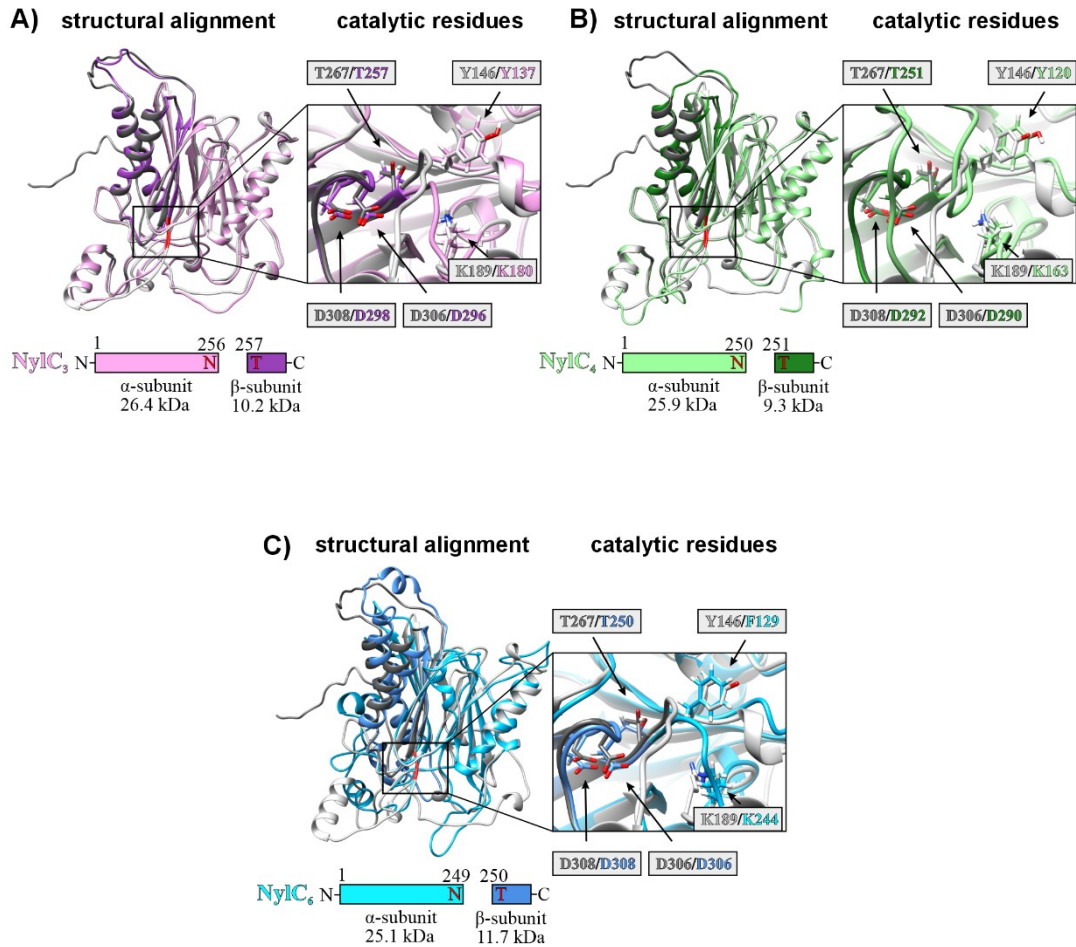 A) structural alignment catalytic residues
T267/T257 Y146/Y137
K189/K180
D308/D298 D306/D296
1 256 257
NylC3 N N T C
α-subunit β-subunit
26.4 kDa 10.2 kDa
B) structural alignment catalytic residues
T267/T251 Y146/Y120
K189/K163
D308/D292 D306/D290
1 250 251
NylC4 N N T C
α-subunit β-subunit
25.9 kDa 9.3 kDa
C) structural alignment catalytic residues
T267/T250 Y146/F129
K189/K244
D308/D308 D306/D306
1 249 250
NylC6 N N T C
α-subunit β-subunit
25.1 kDa 11.7 kDa